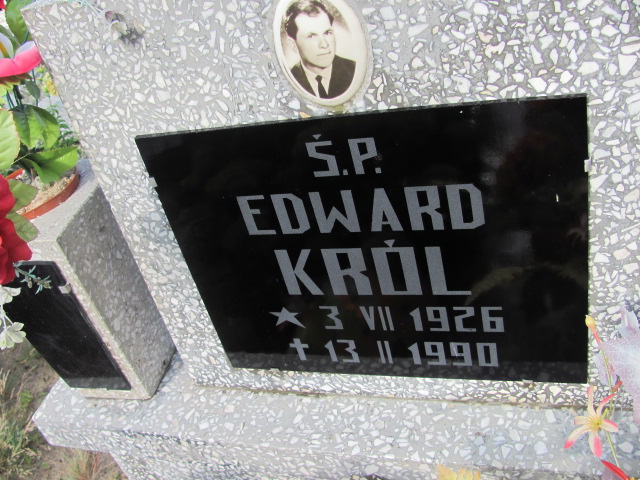 Ś.P.
EDWARD
KRÓL
★ 3 VII 1926
✝ 13 II 1990